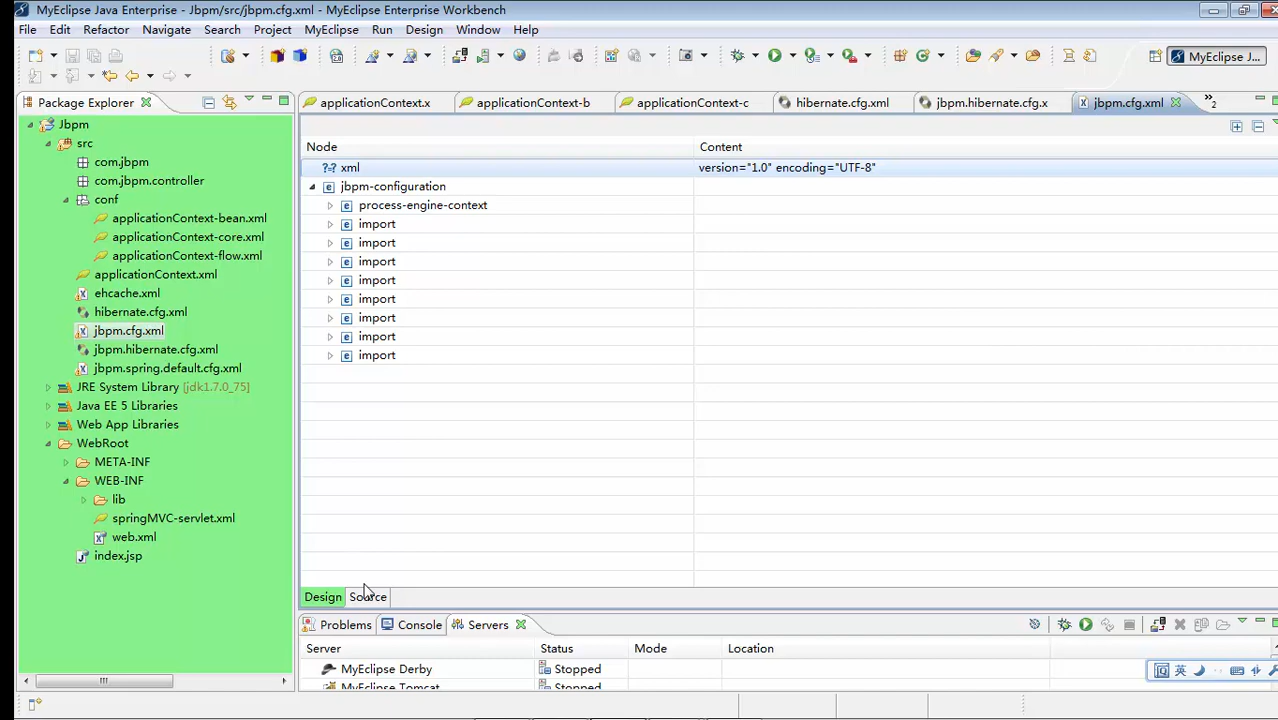 MyEclipse Java Enterprise - Jbpm/src/jbpm.cfg.xml - MyEclipse Enterprise Workbench
File Edit Refactor Navigate Search Project MyEclipse Run Design Window Help
MyEclipse J...
Package Explorer
applicationContext.x applicationContext-b applicationContext-c hibernate.cfg.xml jbpm.hibernate.cfg.x jbpm.cfg.xml »2
Jbpm
src
com.jbpm
com.jbpm.controller
conf
applicationContext-bean.xml
applicationContext-core.xml
applicationContext-flow.xml
applicationContext.xml
ehcache.xml
hibernate.cfg.xml
jbpm.cfg.xml
jbpm.hibernate.cfg.xml
jbpm.spring.default.cfg.xml
JRE System Library [jdk1.7.0_75]
Java EE 5 Libraries
Web App Libraries
WebRoot
META-INF
WEB-INF
lib
springMVC-servlet.xml
web.xml
index.jsp
Node Content
?-? xml version="1.0" encoding="UTF-8"
e jbpm-configuration
e process-engine-context
e import
e import
e import
e import
e import
e import
e import
e import
Design Source
Problems Console Servers
Server Status Mode Location
MyEclipse Derby Stopped
MyEclipse Tomcat Stopped
英